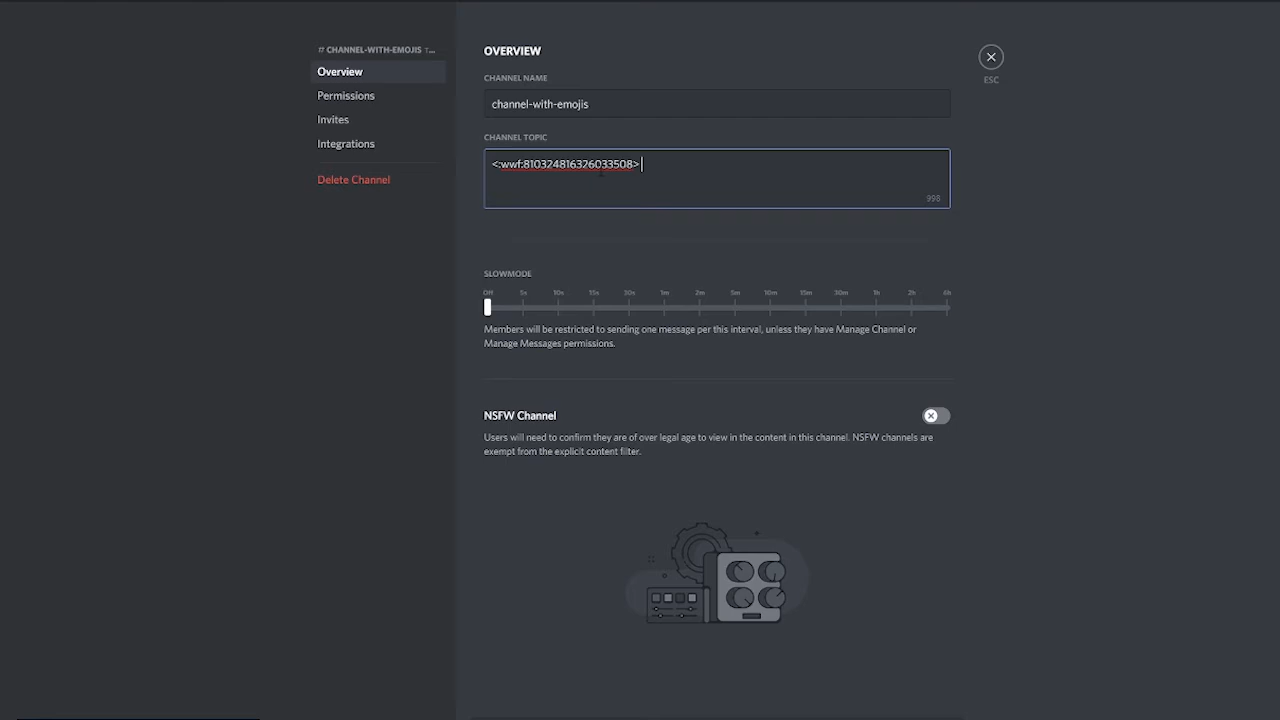 # CHANNEL-WITH-EMOJIS T...
Overview
Permissions
Invites
Integrations
Delete Channel
OVERVIEW
CHANNEL NAME
channel-with-emojis
CHANNEL TOPIC
<:wwf:810324816326033508>
998
SLOWMODE
Off 5s 10s 15s 30s 1m 2m 5m 10m 15m 30m 1h 2h 6h
Members will be restricted to sending one message per this interval, unless they have Manage Channel or
Manage Messages permissions.
NSFW Channel
Users will need to confirm they are of over legal age to view in the content in this channel. NSFW channels are
exempt from the explicit content filter.
ESC